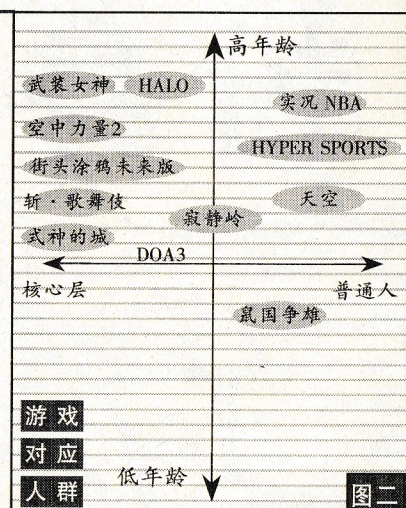 高年龄
武装女神 HALO
实况 NBA
空中力量2
HYPER SPORTS
街头涂鸦未来版
天空
斩·歌舞伎
寂静岭
式神的城
DOA3
核心层 普通人
鼠国争雄
游戏
对应
人群
低年龄
图二